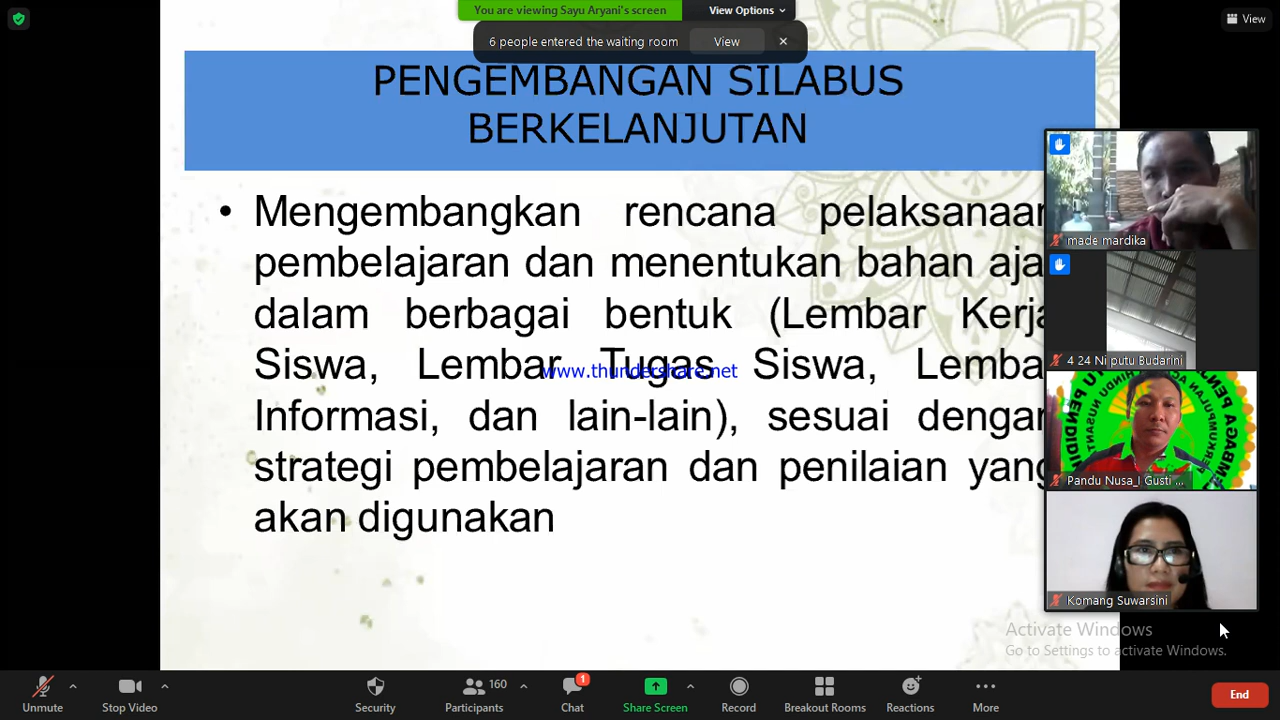 You are viewing Sayu Aryani's screen
View Options
View
6 people entered the waiting room
View
PENGEMBANGAN SILABUS
BERKELANJUTAN
• Mengembangkan rencana pelaksanaan
pembelajaran dan menentukan bahan aja
dalam berbagai bentuk (Lembar Kerja
Siswa, Lembar Tugas Siswa, Lemba
www.thundershare.net
Informasi, dan lain-lain), sesuai dengan
strategi pembelajaran dan penilaian yang
akan digunakan
made mardika
4 24 Ni putu Budarini
Pandu Nusa_I Gusti ...
Komang Suwarsini
Activate Windows
Go to Settings to activate Windows.
Unmute
Stop Video
Security
160
Participants
1
Chat
Share Screen
Record
Breakout Rooms
Reactions
More
End